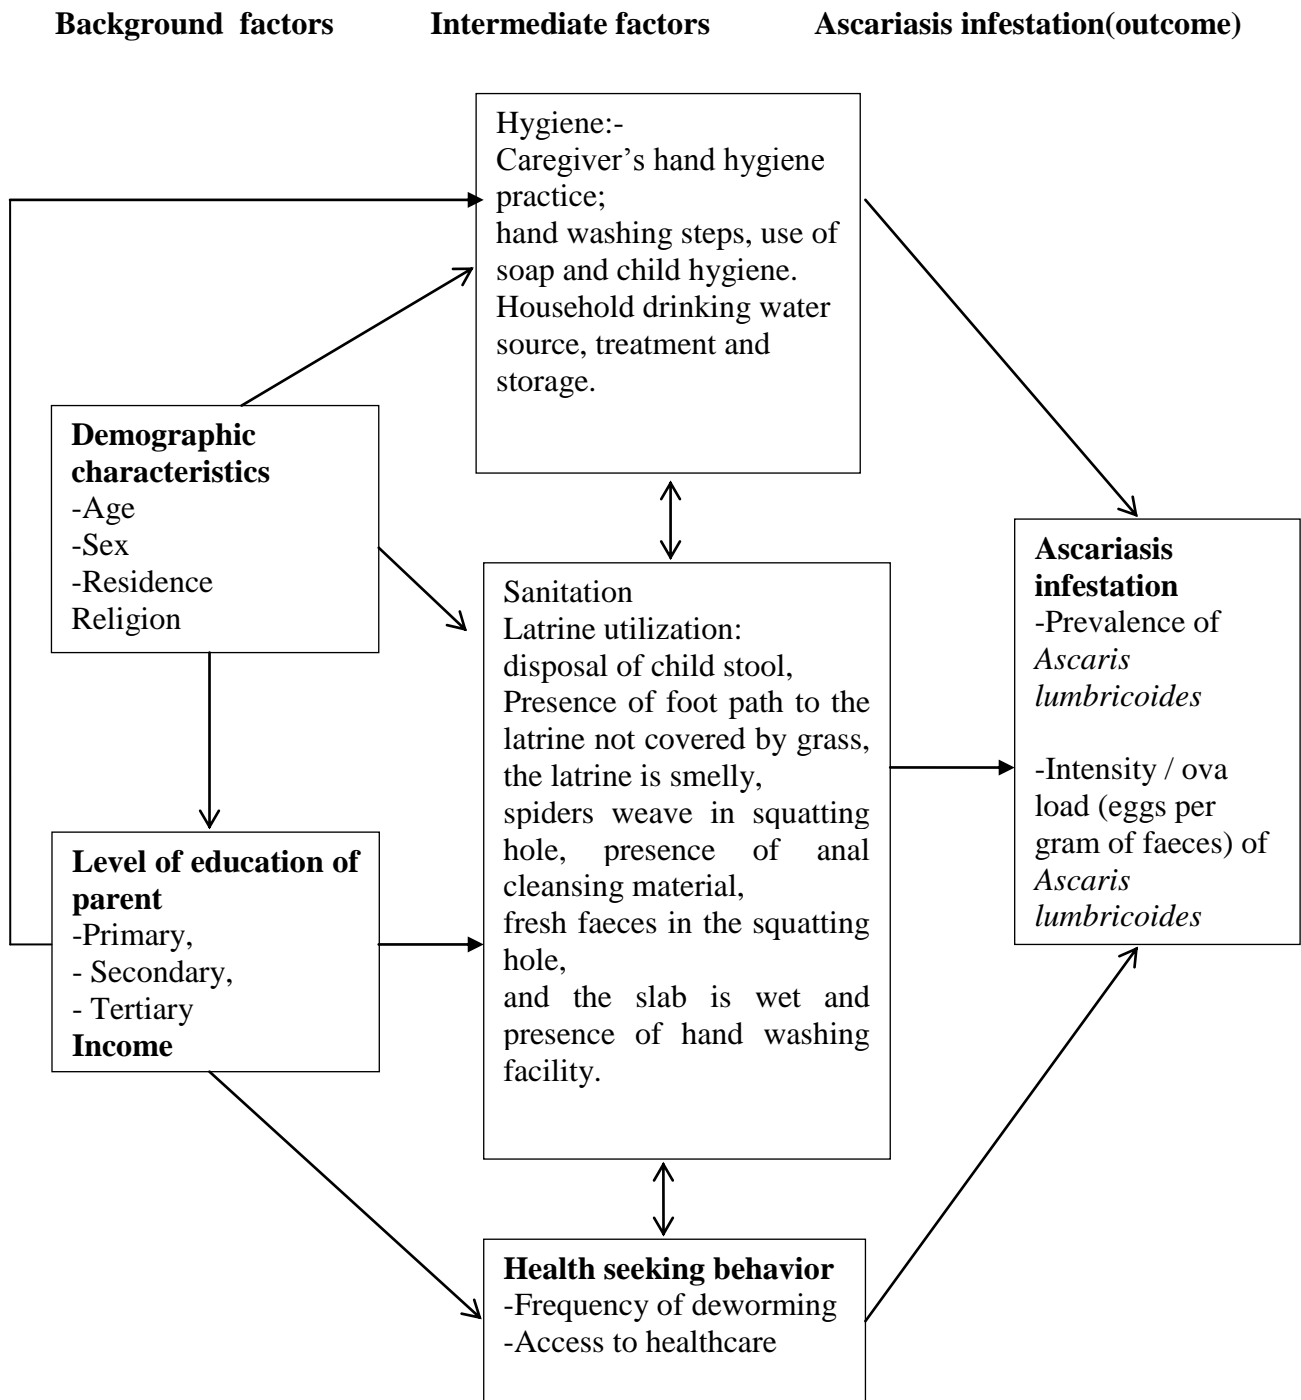 Background factors
Intermediate factors
Ascariasis infestation(outcome)
Hygiene:-
Caregiver’s hand hygiene
practice;
hand washing steps, use of
soap and child hygiene.
Household drinking water
source, treatment and
storage.
Demographic
characteristics
-Age
-Sex
-Residence
Religion
Level of education of
parent
-Primary,
- Secondary,
- Tertiary
Income
Sanitation
Latrine utilization:
disposal of child stool,
Presence of foot path to the
latrine not covered by grass,
the latrine is smelly,
spiders weave in squatting
hole, presence of anal
cleansing material,
fresh faeces in the squatting
hole,
and the slab is wet and
presence of hand washing
facility.
Health seeking behavior
-Frequency of deworming
-Access to healthcare
Ascariasis
infestation
-Prevalence of
Ascaris
lumbricoides
-Intensity / ova
load (eggs per
gram of faeces) of
Ascaris
lumbricoides